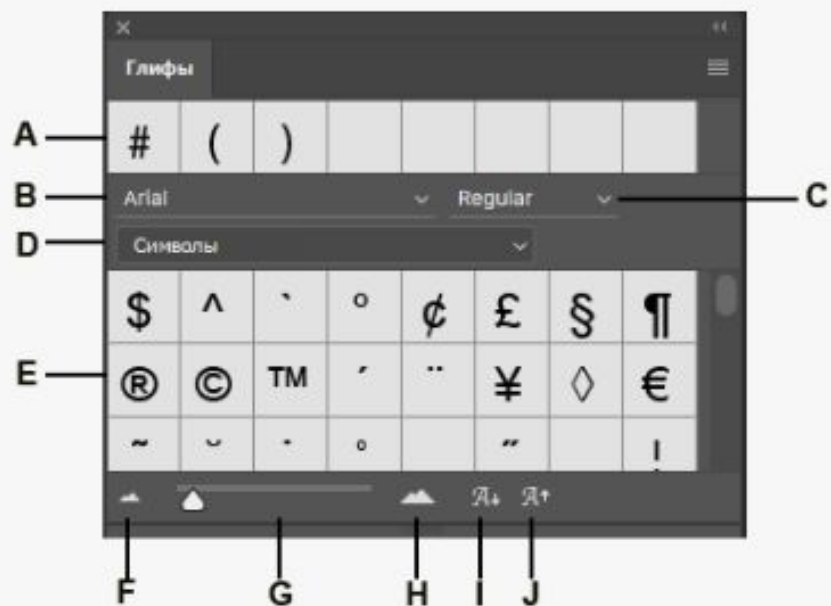 Глифы
A # ( )
B Arial Regular C
D Символы
$ ^ ` ° ¢ £ § ¶
E ® © ™ ´ ¨ ¥ ◊ €
~ ˘ ˙ ° ˝ ¦
A↓ A↑
F G H I J